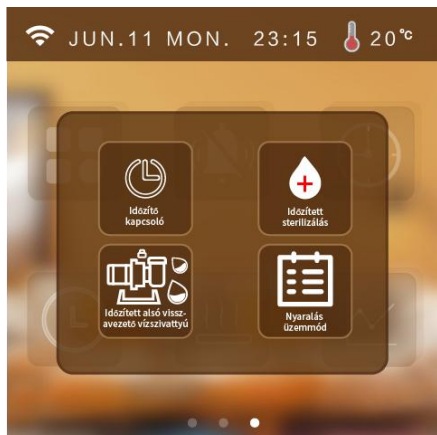 JUN.11 MON. 23:15 20°C
Időzítő
kapcsoló
Időzített
sterilizálás
Időzített alsó vissz-
avezető vízszivattyú
Nyaralás
üzemmód